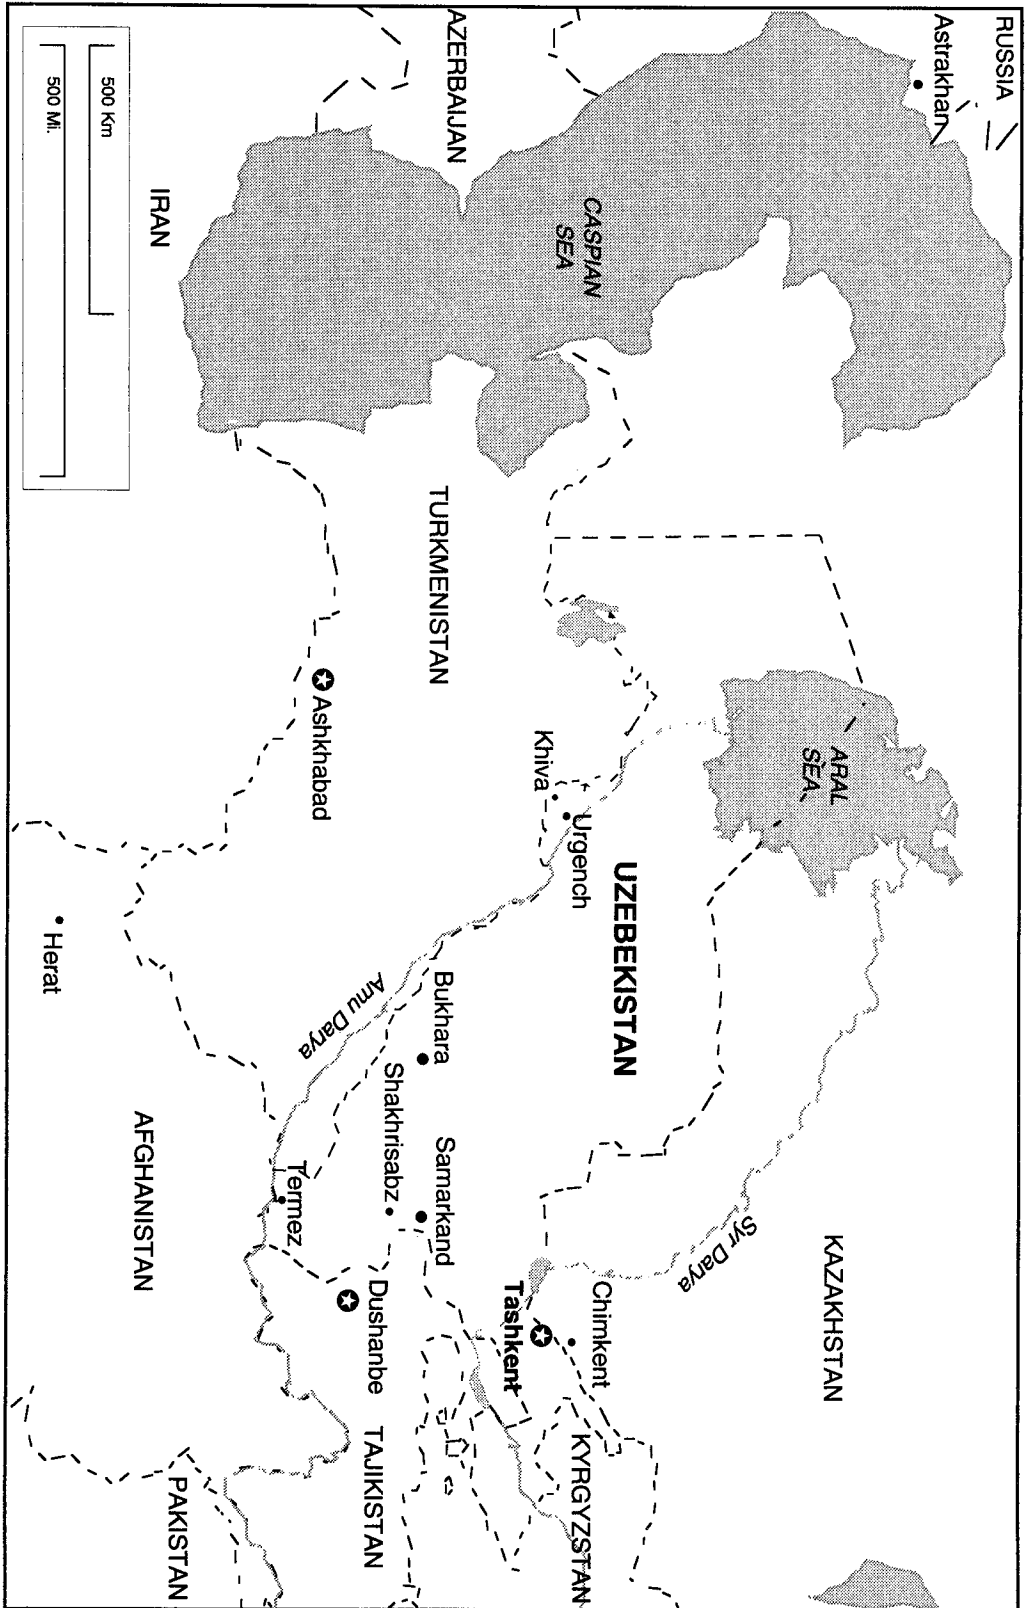 RUSSIA
Astrakhan
AZERBAIJAN
CASPIAN
SEA
IRAN
500 Km
500 Mi.
KAZAKHSTAN
ARAL
SEA
Syr Darya
UZEBEKISTAN
TURKMENISTAN
Khiva
Urgench
Ashkhabad
Bukhara
Amu Darya
Shakhrisabz
Samarkand
Chimkent
Tashkent
KYRGYZSTAN
Termez
Dushanbe
TAJIKISTAN
Herat
AFGHANISTAN
PAKISTAN